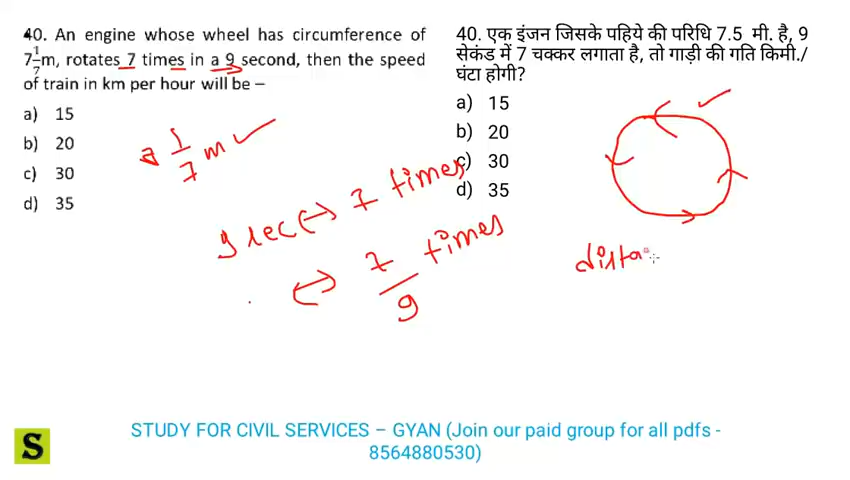 40. An engine whose wheel has circumference of
7 1/7 m, rotates 7 times in a 9 second, then the speed
of train in km per hour will be –
a) 15
b) 20
c) 30
d) 35
40. एक इंजन जिसके पहिये की परिधि 7.5 मी. है, 9
सेकंड में 7 चक्कर लगाता है, तो गाड़ी की गति किमी./
घंटा होगी?
a) 15
b) 20
c) 30
d) 35
1/7 m
9 sec ↔ 7 times
↔ 7/9 times
dista
S
STUDY FOR CIVIL SERVICES – GYAN (Join our paid group for all pdfs -
8564880530)